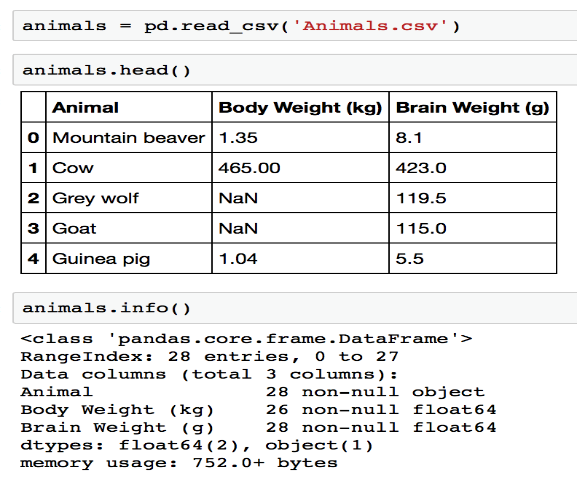 animals = pd.read_csv('Animals.csv')
animals.head()
Animal Body Weight (kg) Brain Weight (g)
0 Mountain beaver 1.35 8.1
1 Cow 465.00 423.0
2 Grey wolf NaN 119.5
3 Goat NaN 115.0
4 Guinea pig 1.04 5.5
animals.info()
<class 'pandas.core.frame.DataFrame'>
RangeIndex: 28 entries, 0 to 27
Data columns (total 3 columns):
Animal 28 non-null object
Body Weight (kg) 26 non-null float64
Brain Weight (g) 28 non-null float64
dtypes: float64(2), object(1)
memory usage: 752.0+ bytes